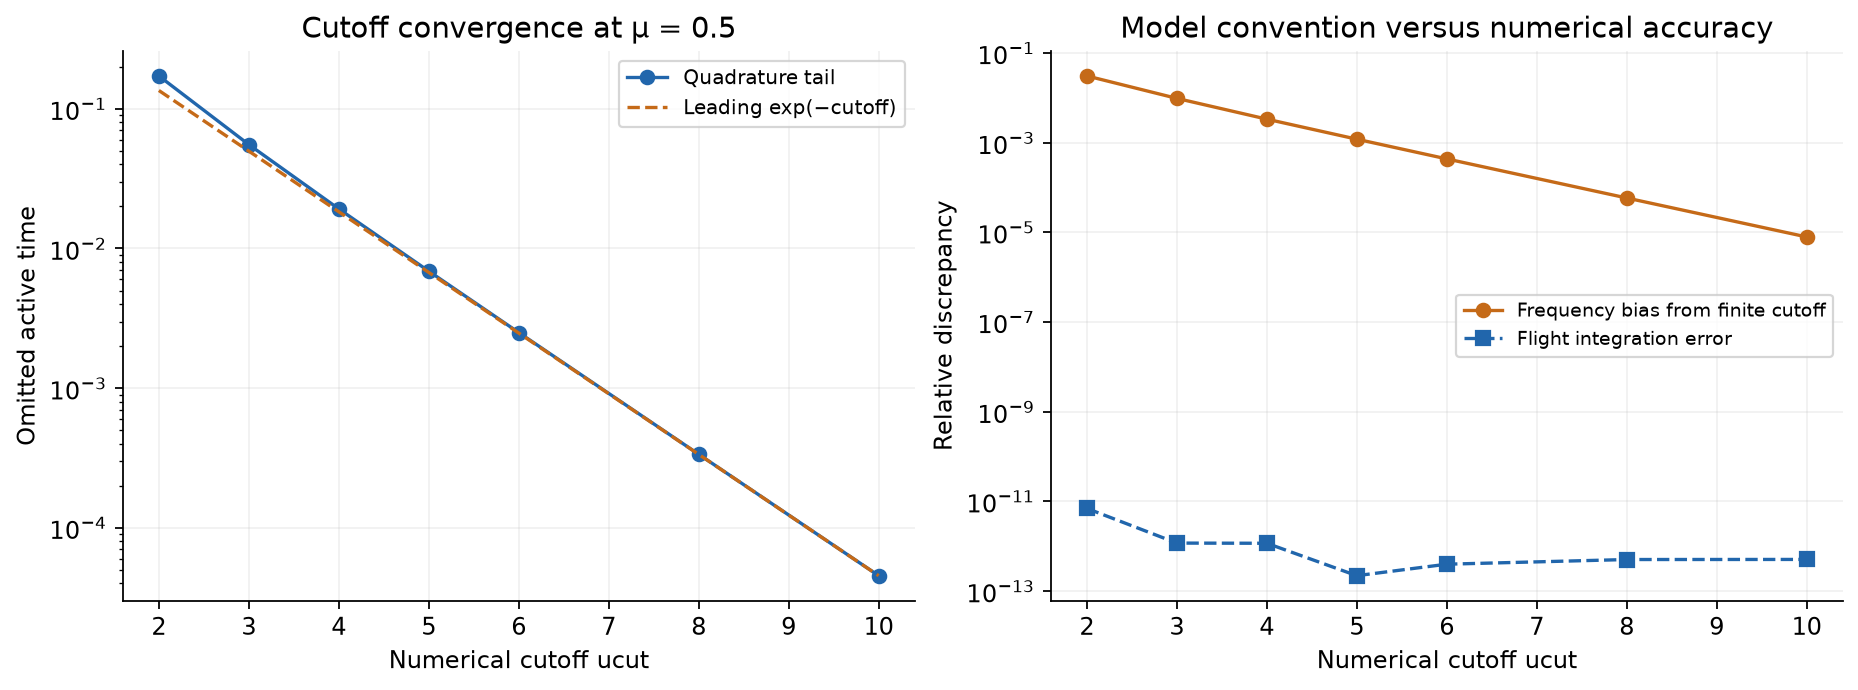 Cutoff convergence at μ = 0.5
Quadrature tail
Leading exp(−cutoff)
Omitted active time
10⁻¹
10⁻²
10⁻³
10⁻⁴
2 3 4 5 6 7 8 9 10
Numerical cutoff ucut
Model convention versus numerical accuracy
Frequency bias from finite cutoff
Flight integration error
Relative discrepancy
10⁻¹
10⁻³
10⁻⁵
10⁻⁷
10⁻⁹
10⁻¹¹
10⁻¹³
2 3 4 5 6 7 8 9 10
Numerical cutoff ucut